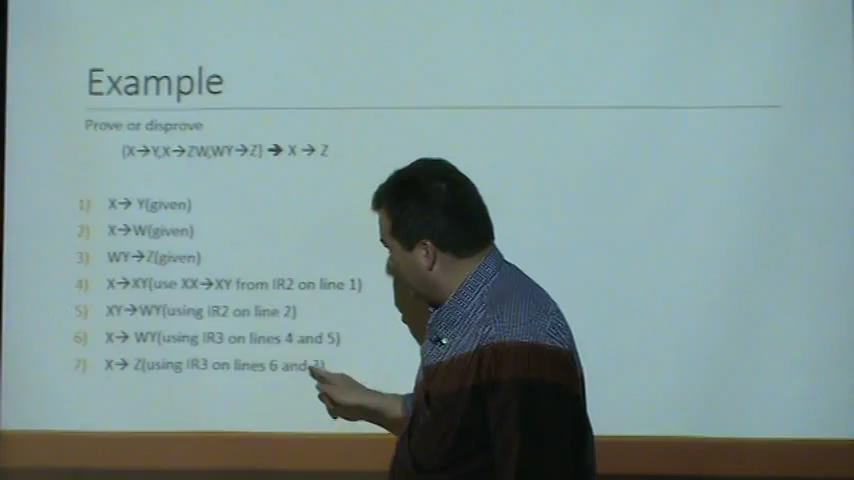 Example
Prove or disprove
{X→Y,X→ZW,WY→Z} → X → Z
1) X→ Y(given)
2) X→W(given)
3) WY→Z(given)
4) X→XY(use XX→XY from IR2 on line 1)
5) XY→WY(using IR2 on line 2)
6) X→ WY(using IR3 on lines 4 and 5)
7) X→ Z(using IR3 on lines 6 and